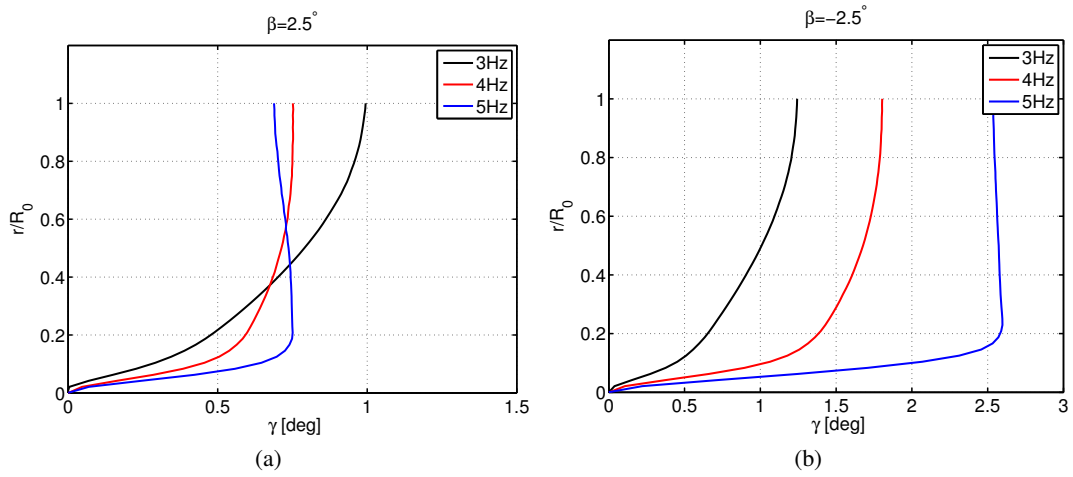 β=2.5°
3Hz
4Hz
5Hz
1
0.8
0.6
0.4
0.2
0
r/R₀
0 0.5 1 1.5
γ [deg]
(a)
β=−2.5°
3Hz
4Hz
5Hz
1
0.8
0.6
0.4
0.2
0
r/R₀
0 0.5 1 1.5 2 2.5 3
γ [deg]
(b)